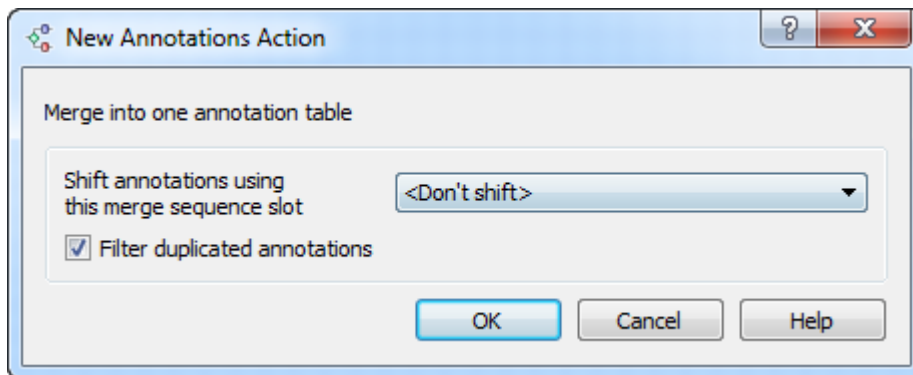 New Annotations Action
?
Merge into one annotation table
Shift annotations using
this merge sequence slot
<Don't shift>
Filter duplicated annotations
OK
Cancel
Help